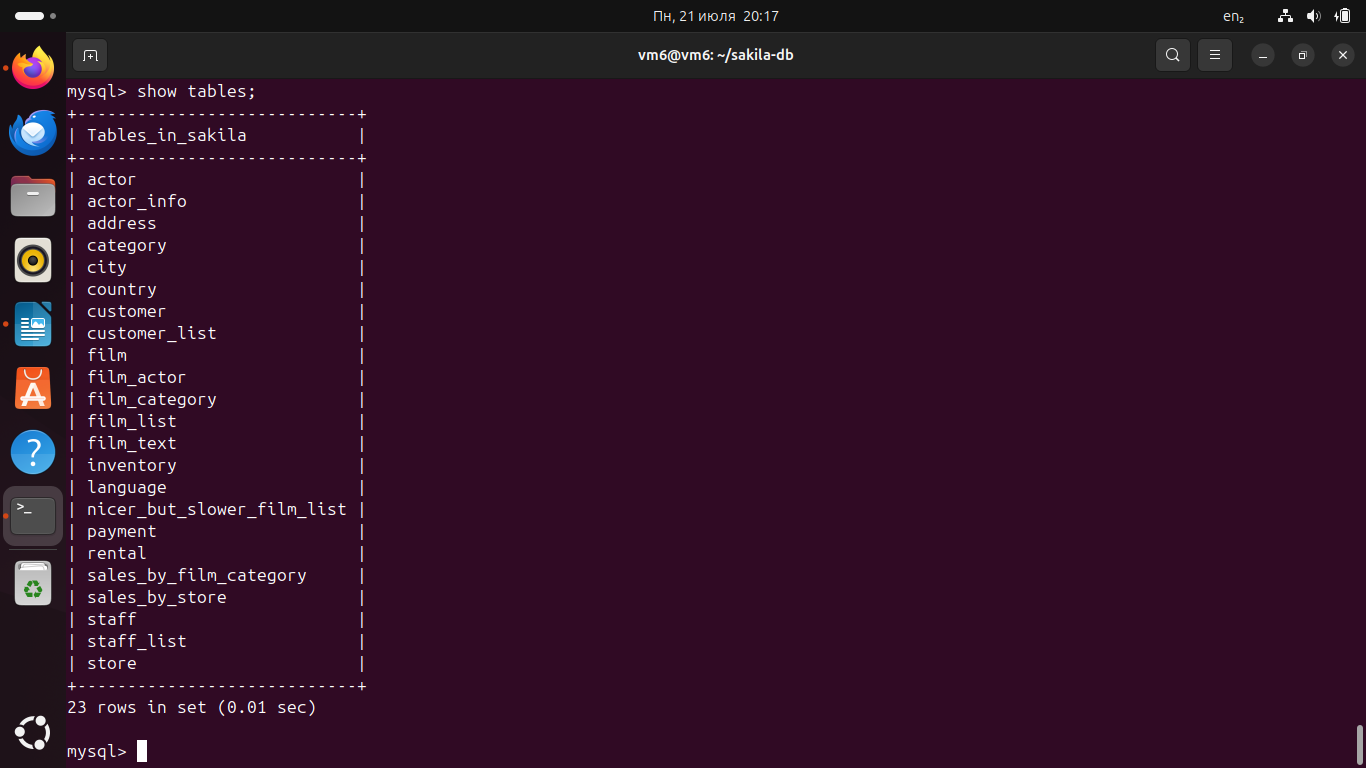 Пн, 21 июля 20:17
en₂
vm6@vm6: ~/sakila-db
mysql> show tables;
+----------------------------+
| Tables_in_sakila           |
+----------------------------+
| actor                      |
| actor_info                 |
| address                    |
| category                   |
| city                       |
| country                    |
| customer                   |
| customer_list              |
| film                       |
| film_actor                 |
| film_category              |
| film_list                  |
| film_text                  |
| inventory                  |
| language                   |
| nicer_but_slower_film_list |
| payment                    |
| rental                     |
| sales_by_film_category     |
| sales_by_store             |
| staff                      |
| staff_list                 |
| store                      |
+----------------------------+
23 rows in set (0.01 sec)
mysql>